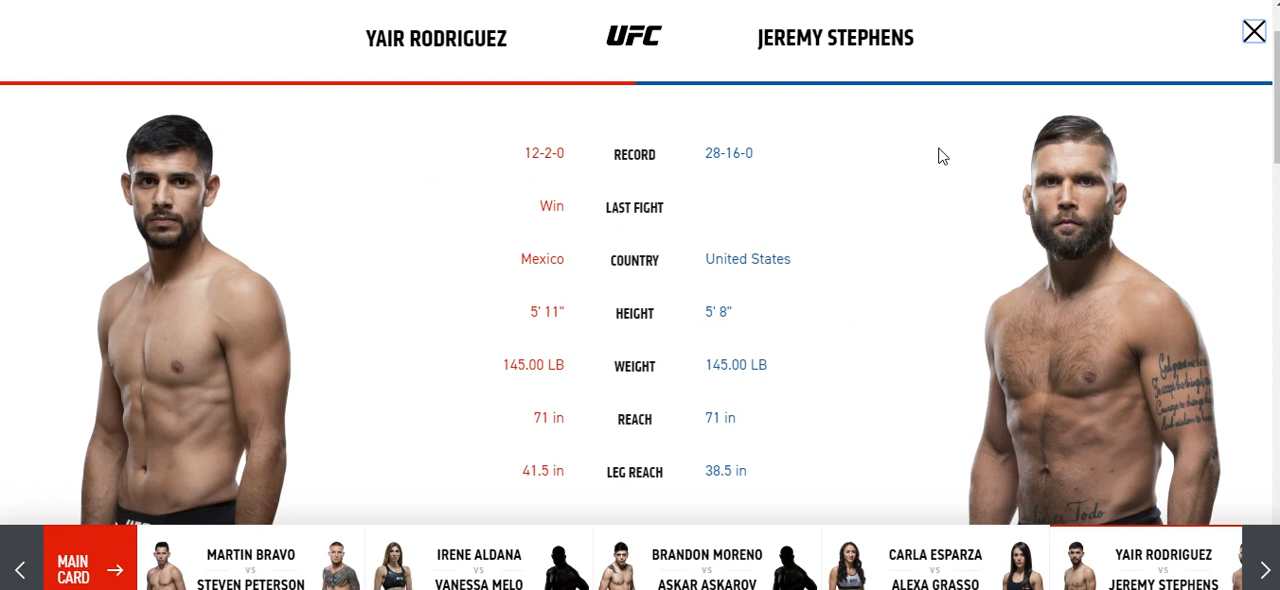 YAIR RODRIGUEZ UFC JEREMY STEPHENS
12-2-0 RECORD 28-16-0
Win LAST FIGHT
Mexico COUNTRY United States
5' 11" HEIGHT 5' 8"
145.00 LB WEIGHT 145.00 LB
71 in REACH 71 in
41.5 in LEG REACH 38.5 in
Todo
MAIN CARD
MARTIN BRAVO
VS
STEVEN PETERSON
IRENE ALDANA
VS
VANESSA MELO
BRANDON MORENO
VS
ASKAR ASKAROV
CARLA ESPARZA
VS
ALEXA GRASSO
YAIR RODRIGUEZ
VS
JEREMY STEPHENS